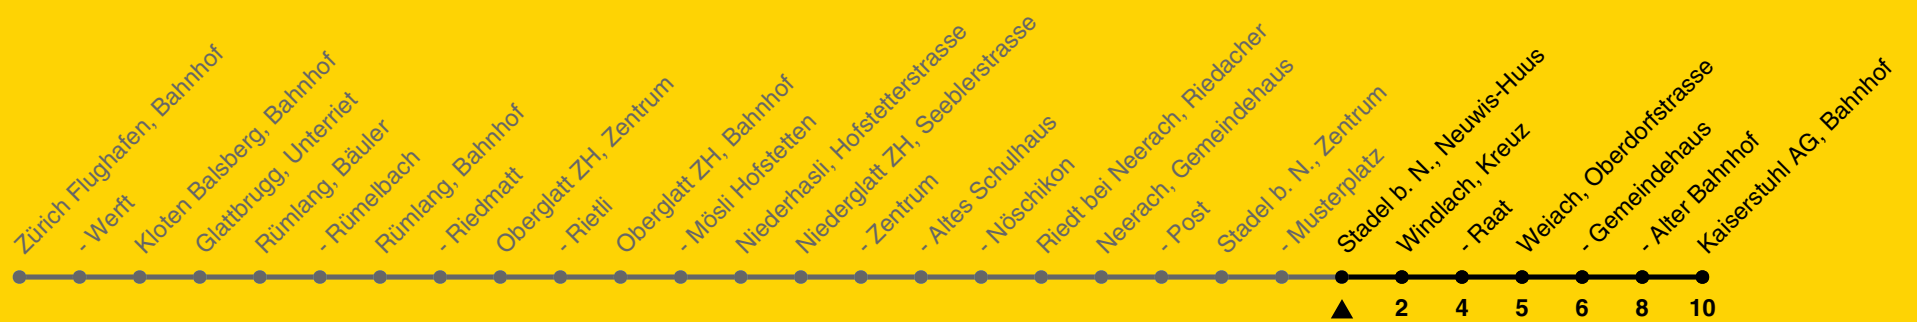 Zürich Flughafen, Bahnhof
- Werft
Kloten Balsberg, Bahnhof
Glattbrugg, Unterriet
Rümlang, Bäuler
- Rümelbach
Rümlang, Bahnhof
- Riedmatt
Oberglatt ZH, Zentrum
- Rietli
Oberglatt ZH, Bahnhof
- Mösli Hofstetten
Niederhasli, Hofstetterstrasse
Niederglatt ZH, Seeblerstrasse
- Zentrum
- Altes Schulhaus
- Nöschikon
Riedt bei Neerach, Riedacher
Neerach, Gemeindehaus
- Post
Stadel b. N., Zentrum
- Musterplatz
Stadel b. N., Neuwis-Huus
Windlach, Kreuz
- Raat
Weiach, Oberdorfstrasse
- Gemeindehaus
- Alter Bahnhof
Kaiserstuhl AG, Bahnhof
2 4 5 6 8 10